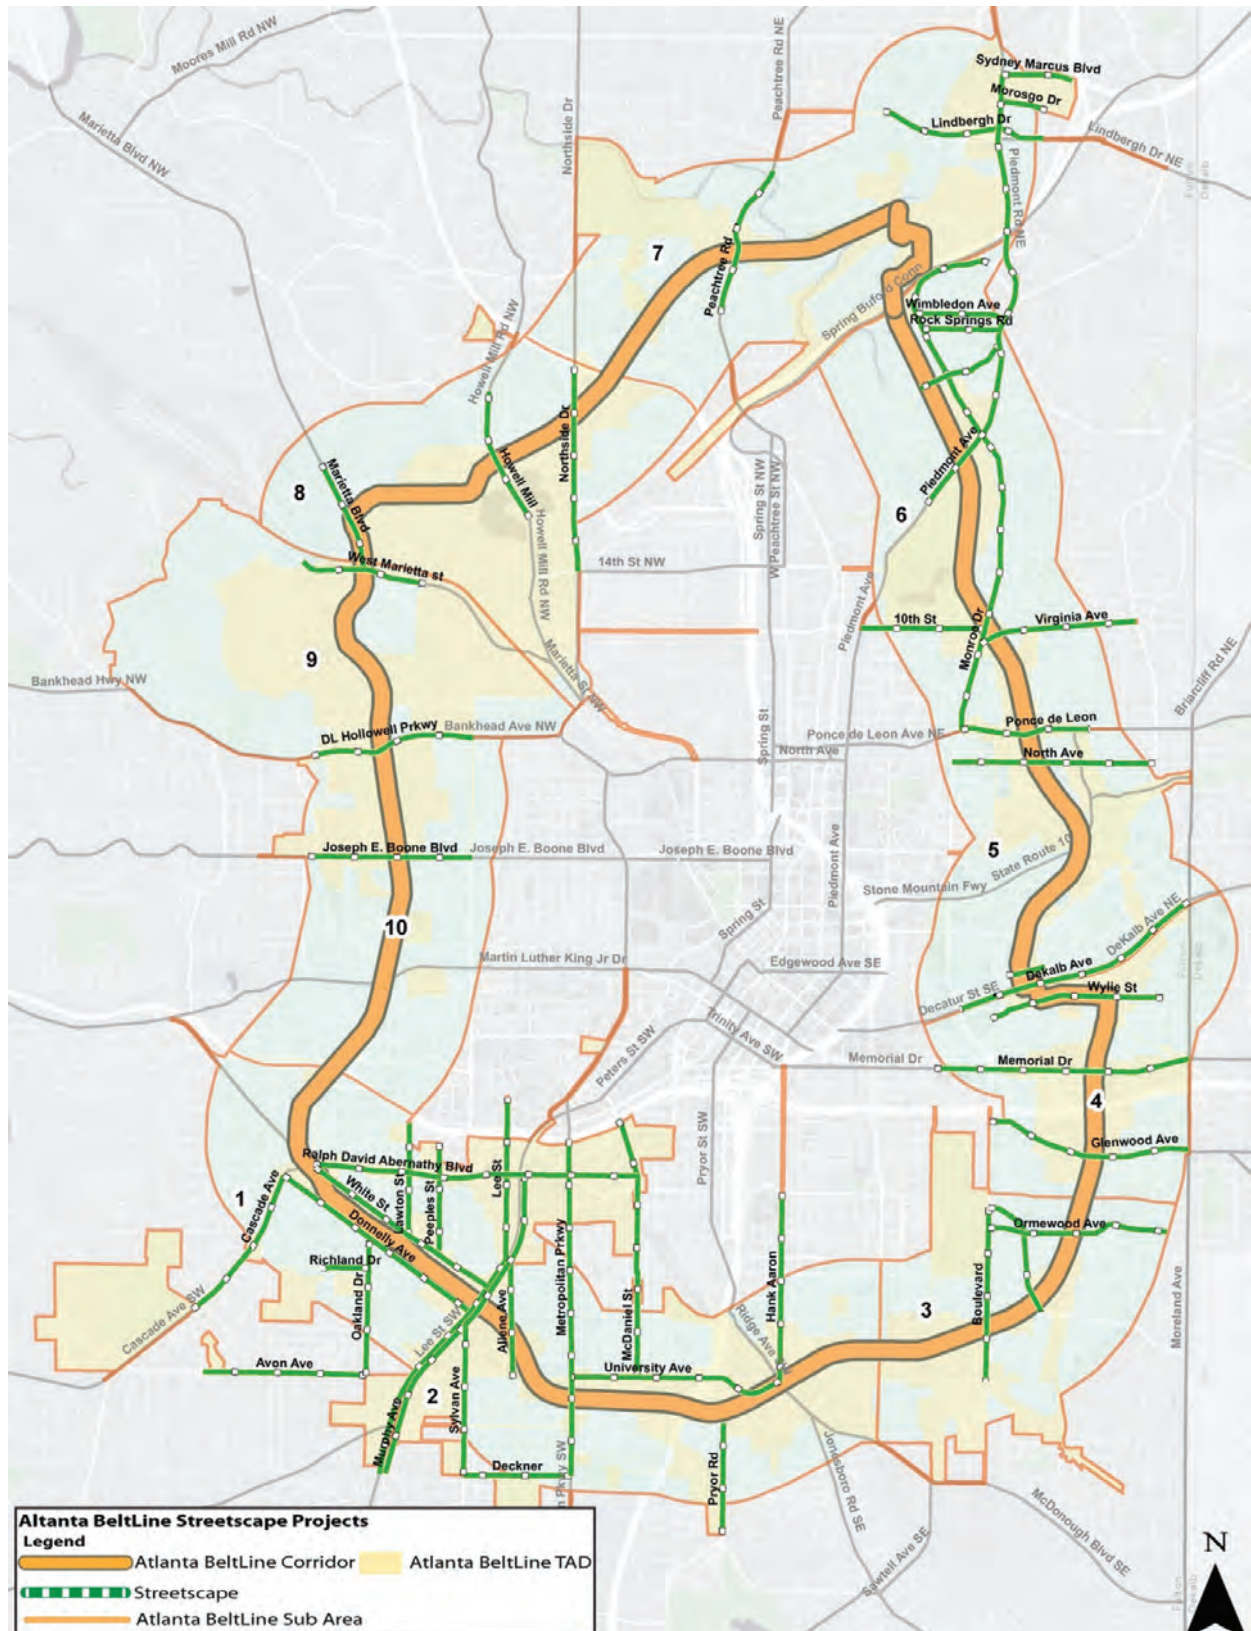 Moores Mill Rd NW
Marietta Blvd NW
Northside Dr
Peachtree Rd NE
Sydney Marcus Blvd
Morosgo Dr
Lindbergh Dr
Lindbergh Dr NE
Fulton
Dekalb
Piedmont Rd NE
7
Peachtree Rd
Spring Buford Conn
Wimbledon Ave
Rock Springs Rd
Howell Mill Rd NW
Northside Dr
Howell Mill
Marietta Blvd
8
Piedmont Ave
6
Spring St NW
W Peachtree St NW
Howell Mill Rd NW
West Marietta st
14th St NW
Piedmont Ave
10th St
Virginia Ave
Monroe Dr
9
Marietta St NW
Bankhead Hwy NW
Briarcliff Rd NE
DL Hollowell Prkwy
Bankhead Ave NW
Spring St
North Ave
Ponce de Leon Ave NE
Ponce de Leon
North Ave
Joseph E. Boone Blvd
Joseph E. Boone Blvd
Joseph E. Boone Blvd
Piedmont Ave
5
State Route 10
Stone Mountain Fwy
10
Spring St
Martin Luther King Jr Dr
Edgewood Ave SE
DeKalb Ave NE
Dekalb Ave
Decatur St SE
Wylie St
Trinity Ave SW
Peters St SW
Memorial Dr
Memorial Dr
4
Pryor St SW
Glenwood Ave
Ralph David Abernathy Blvd
Lee St
White St
Lawton St
Peeples St
1
Cascade Ave
Donnelly Ave
Richland Dr
Oakland Dr
Metropolitan Prkwy
Hank Aaron
Ormewood Ave
Boulevard
Moreland Ave
3
Cascade Ave SW
Lee St SW
Allene Ave
McDaniel St
Ridge Ave
Avon Ave
University Ave
2
Sylvan Ave
Murphy Ave
Deckner
n Pkwy SW
Pryor Rd
Jonesboro Rd SE
McDonough Blvd SE
Sawtell Ave SE
Fulton
Dekalb
N
Altanta BeltLine Streetscape Projects
Legend
Atlanta BeltLine Corridor
Atlanta BeltLine TAD
Streetscape
Atlanta BeltLine Sub Area